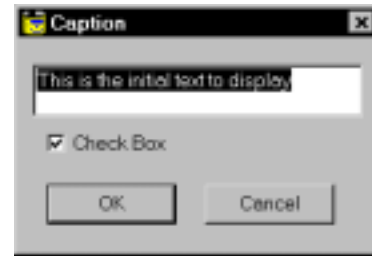 Caption
This is the initial text to display
Check Box
OK Cancel